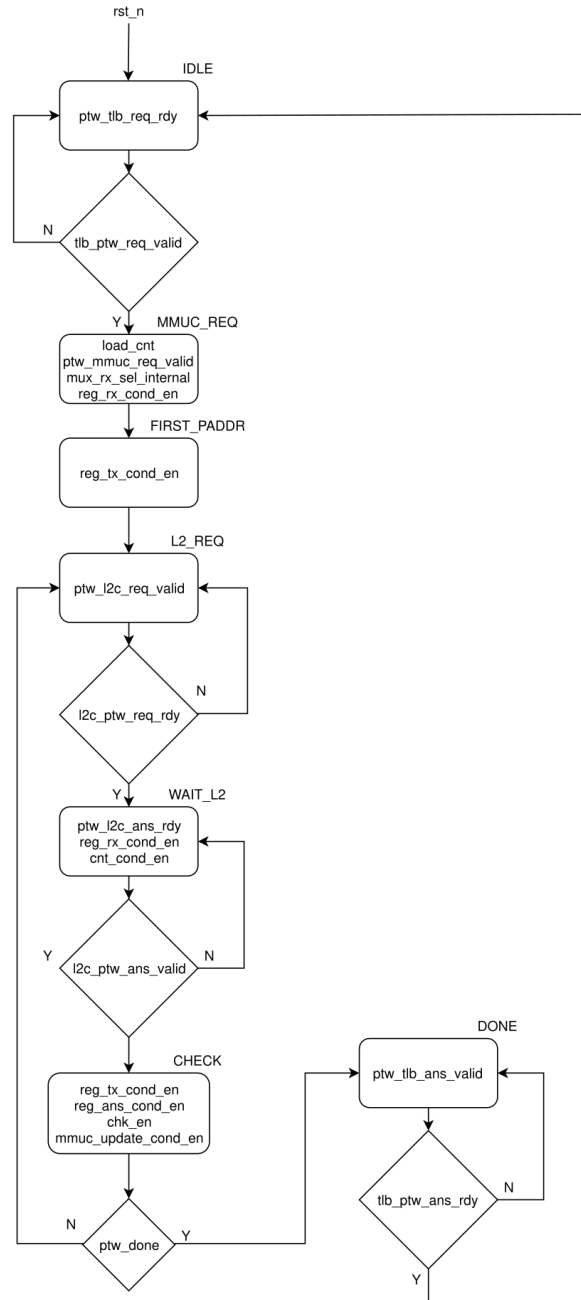 rst_n
IDLE
ptw_tlb_req_rdy
N
tlb_ptw_req_valid
Y
MMUC_REQ
load_cnt
ptw_mmuc_req_valid
mux_rx_sel_internal
reg_rx_cond_en
FIRST_PADDR
reg_tx_cond_en
L2_REQ
ptw_l2c_req_valid
N
l2c_ptw_req_rdy
Y
WAIT_L2
ptw_l2c_ans_rdy
reg_rx_cond_en
cnt_cond_en
Y
N
l2c_ptw_ans_valid
CHECK
reg_tx_cond_en
reg_ans_cond_en
chk_en
mmuc_update_cond_en
N
Y
ptw_done
DONE
ptw_tlb_ans_valid
tlb_ptw_ans_rdy
N
Y